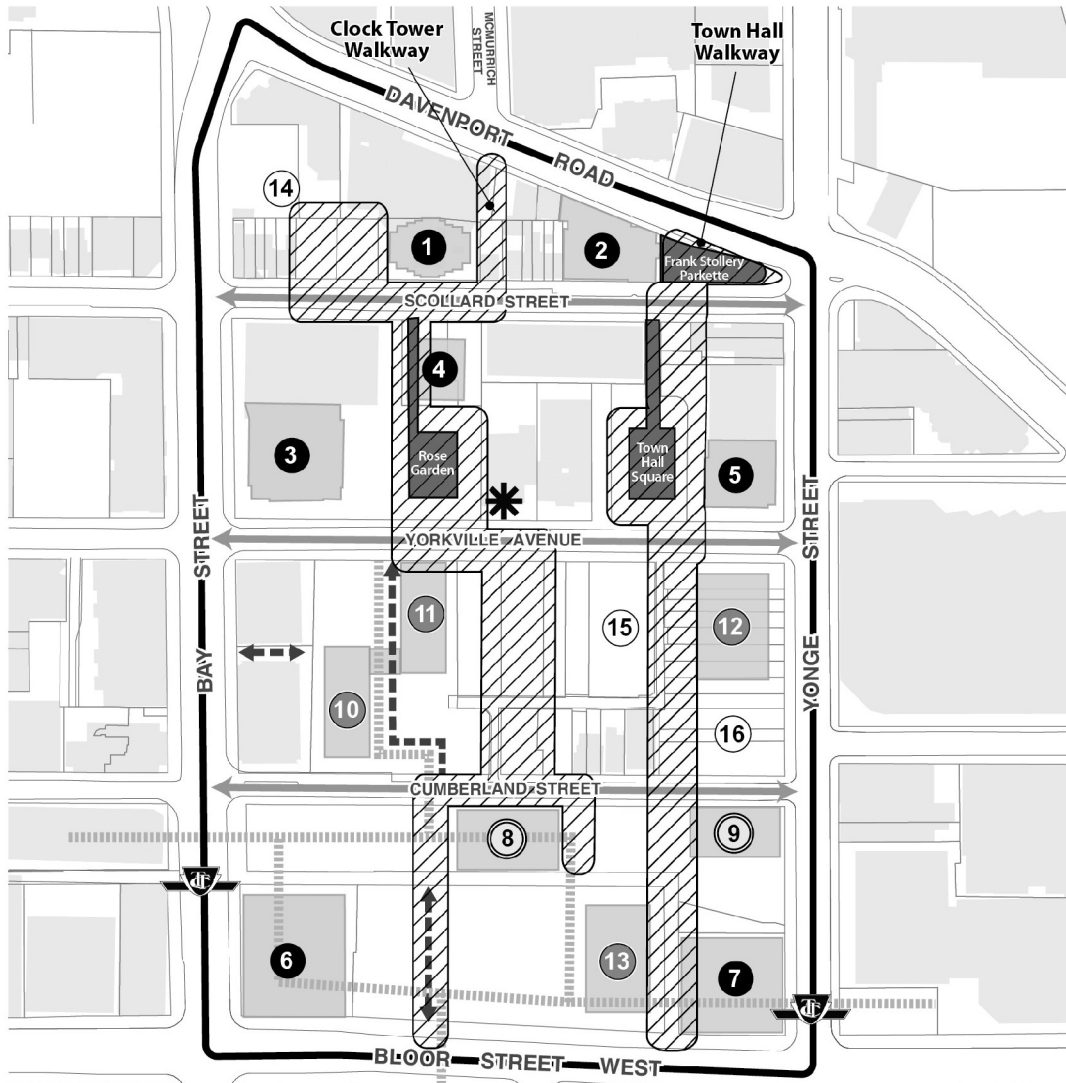 Clock Tower
Walkway
MCMURRICH
STREET
Town Hall
Walkway
DAVENPORT ROAD
14
1
2
Frank Stollery
Parkette
SCOLLARD STREET
4
3
Rose
Garden
Town
Hall
Square
5
YORKVILLE AVENUE
BAY STREET
YONGE STREET
11
15
12
10
16
CUMBERLAND STREET
8
9
6
13
7
BLOOR STREET WEST